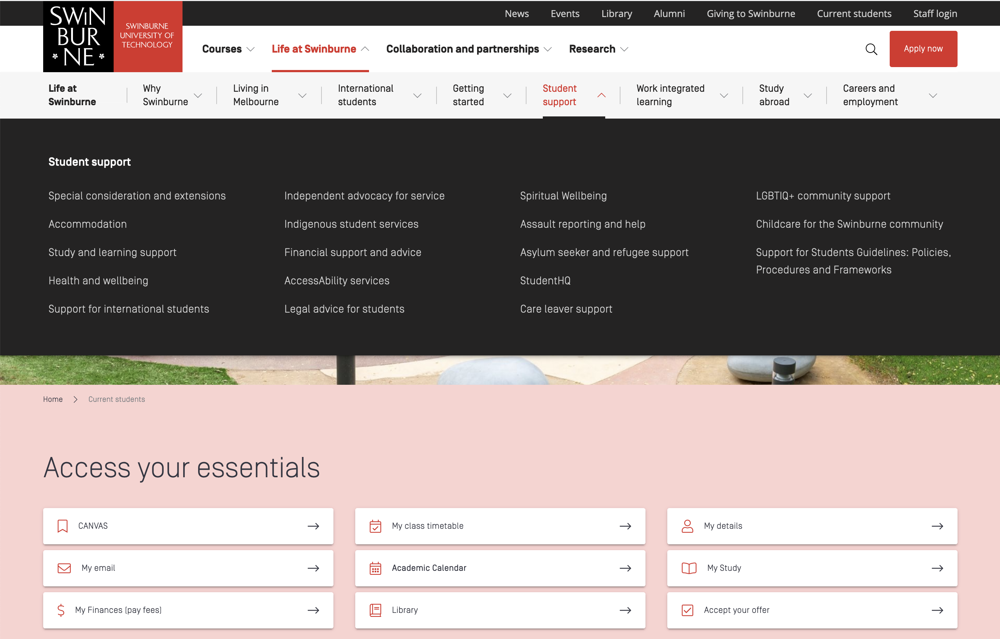 News Events Library Alumni Giving to Swinburne Current students Staff login
SWiN
BUR
NE
SWINBURNE
UNIVERSITY OF
TECHNOLOGY
Courses Life at Swinburne Collaboration and partnerships Research Apply now
Life at
Swinburne
Why
Swinburne
Living in
Melbourne
International
students
Getting
started
Student
support
Work integrated
learning
Study
abroad
Careers and
employment
Student support
Special consideration and extensions
Accommodation
Study and learning support
Health and wellbeing
Support for international students
Independent advocacy for service
Indigenous student services
Financial support and advice
AccessAbility services
Legal advice for students
Spiritual Wellbeing
Assault reporting and help
Asylum seeker and refugee support
StudentHQ
Care leaver support
LGBTIQ+ community support
Childcare for the Swinburne community
Support for Students Guidelines: Policies,
Procedures and Frameworks
Home Current students
Access your essentials
CANVAS
My class timetable
My details
My email
Academic Calendar
My Study
My Finances (pay fees)
Library
Accept your offer